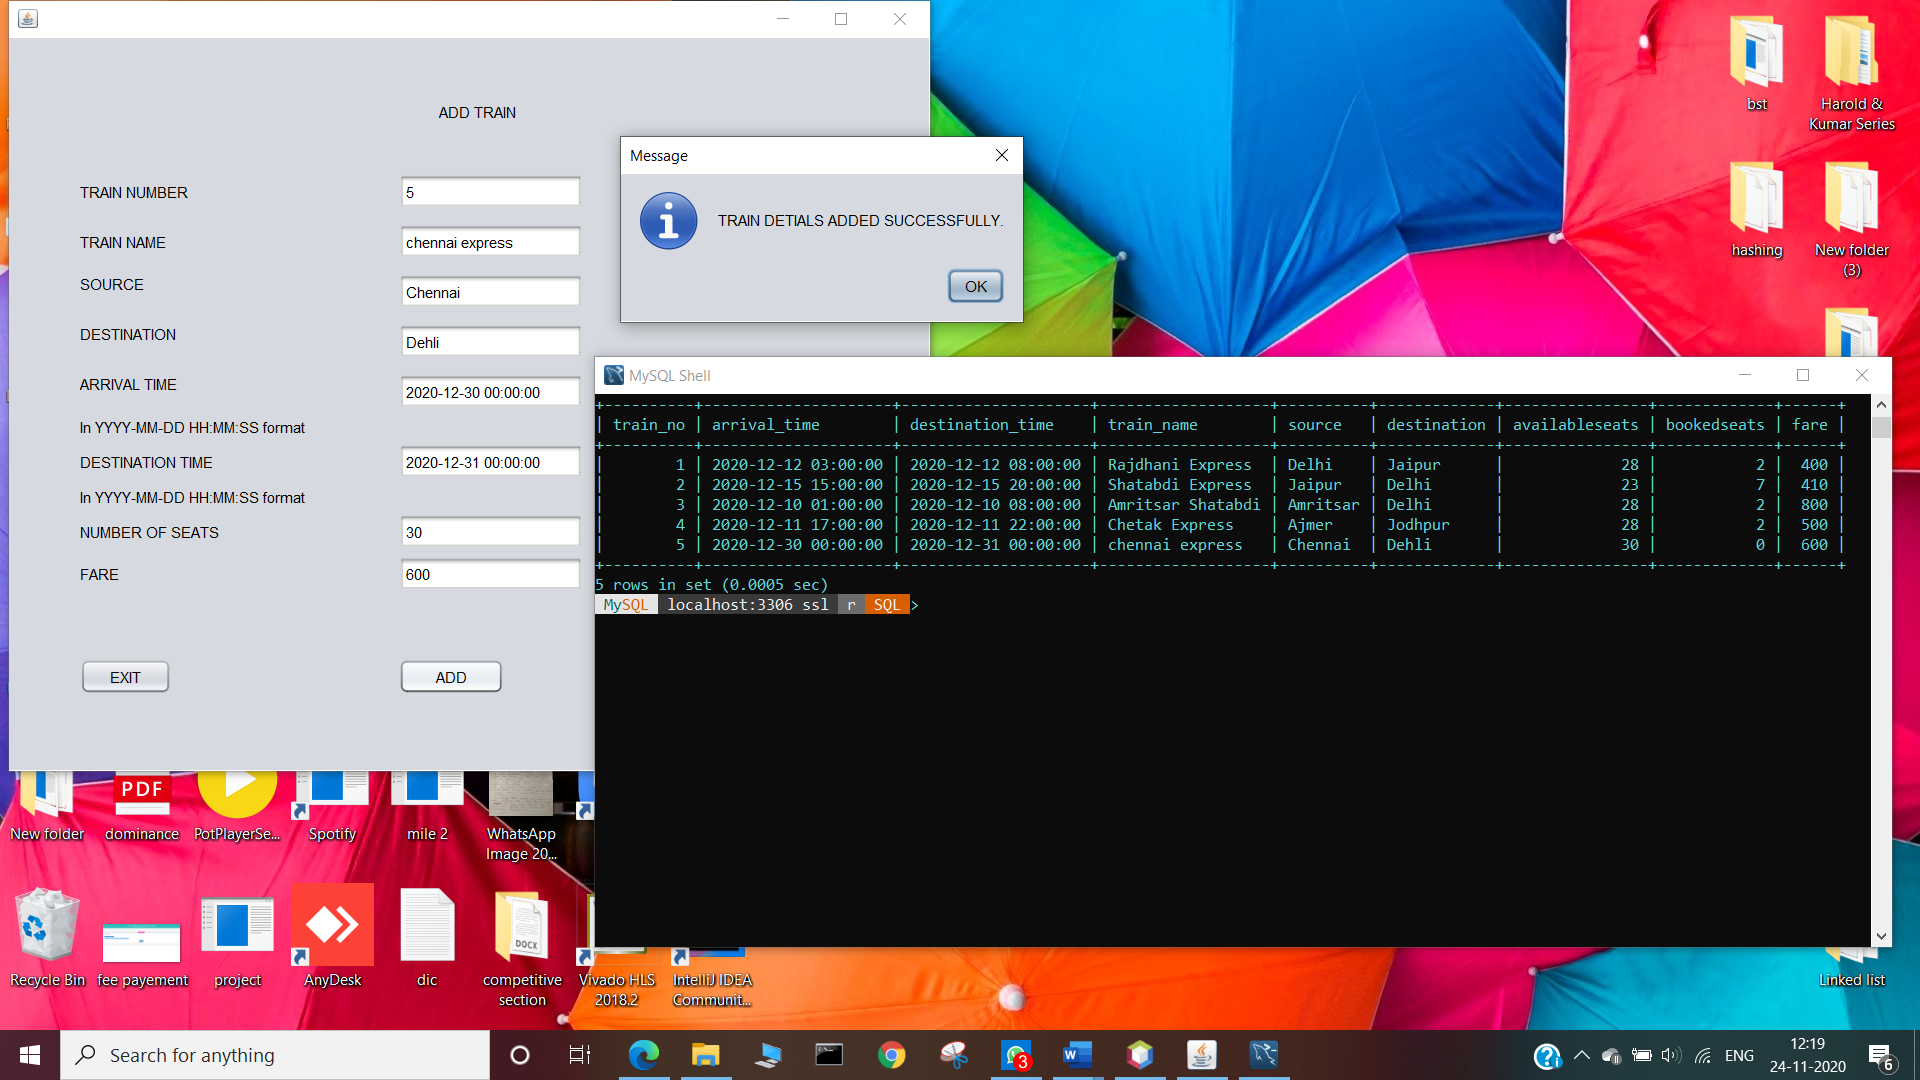 ADD TRAIN
TRAIN NUMBER 5
TRAIN NAME chennai express
SOURCE Chennai
DESTINATION Dehli
ARRIVAL TIME 2020-12-30 00:00:00
In YYYY-MM-DD HH:MM:SS format
DESTINATION TIME 2020-12-31 00:00:00
In YYYY-MM-DD HH:MM:SS format
NUMBER OF SEATS 30
FARE 600
EXIT ADD
Message
TRAIN DETIALS ADDED SUCCESSFULLY.
OK
MySQL Shell
| train_no | arrival_time | destination_time | train_name | source | destination | availableseats | bookedseats | fare |
| 1 | 2020-12-12 03:00:00 | 2020-12-12 08:00:00 | Rajdhani Express | Delhi | Jaipur | 28 | 2 | 400 |
| 2 | 2020-12-15 15:00:00 | 2020-12-15 20:00:00 | Shatabdi Express | Jaipur | Delhi | 23 | 7 | 410 |
| 3 | 2020-12-10 01:00:00 | 2020-12-10 08:00:00 | Amritsar Shatabdi | Amritsar | Delhi | 28 | 2 | 800 |
| 4 | 2020-12-11 17:00:00 | 2020-12-11 22:00:00 | Chetak Express | Ajmer | Jodhpur | 28 | 2 | 500 |
| 5 | 2020-12-30 00:00:00 | 2020-12-31 00:00:00 | chennai express | Chennai | Dehli | 30 | 0 | 600 |
5 rows in set (0.0005 sec)
MySQL localhost:3306 ssl r SQL >
bst
Harold &
Kumar Series
hashing
New folder
(3)
Linked list
PDF
New folder
dominance
PotPlayerSe...
Spotify
mile 2
WhatsApp
Image 20...
DOCX
Recycle Bin
fee payement
project
AnyDesk
dic
competitive
section
Vivado HLS
2018.2
IntelliJ IDEA
Communit...
Search for anything
3
W
ENG
12:19
24-11-2020
6